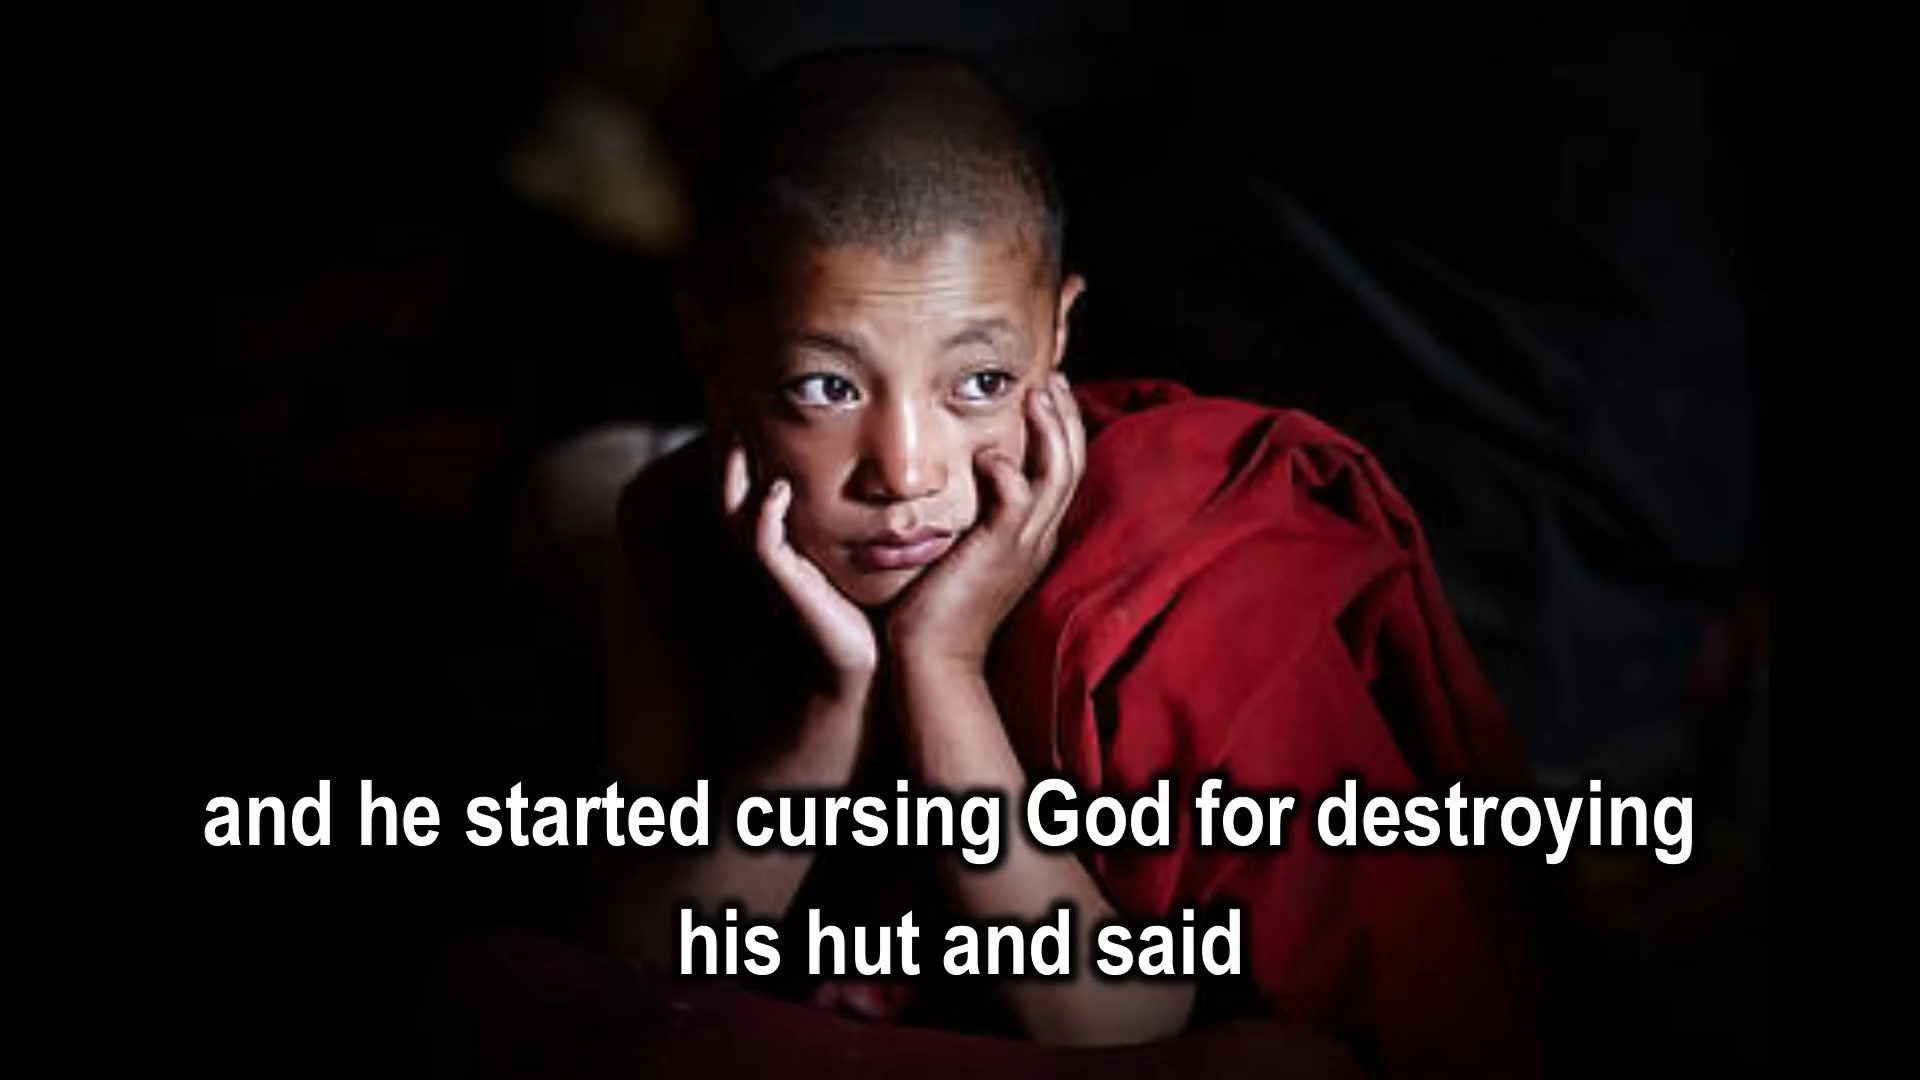 and he started cursing God for destroying
his hut and said